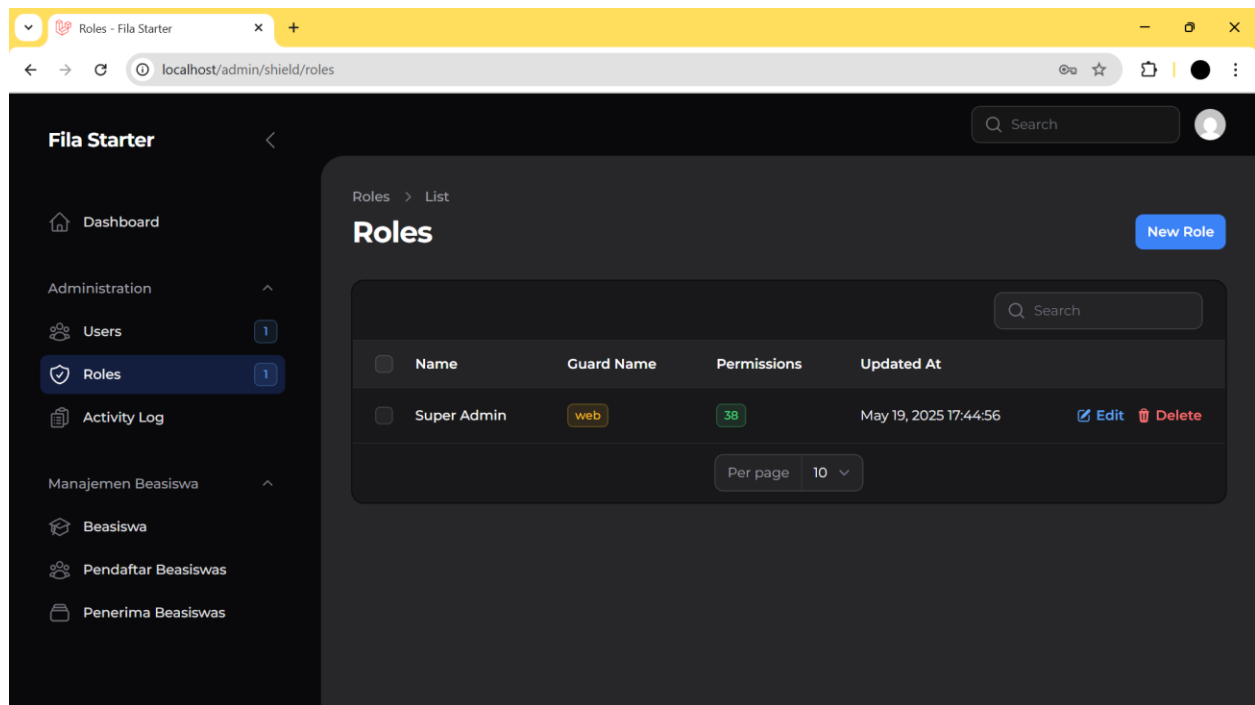 Roles - Fila Starter
localhost/admin/shield/roles
Fila Starter
Search
Dashboard
Administration
Users 1
Roles 1
Activity Log
Manajemen Beasiswa
Beasiswa
Pendaftar Beasiswas
Penerima Beasiswas
Roles > List
Roles
New Role
Search
Name Guard Name Permissions Updated At
Super Admin web 38 May 19, 2025 17:44:56 Edit Delete
Per page 10